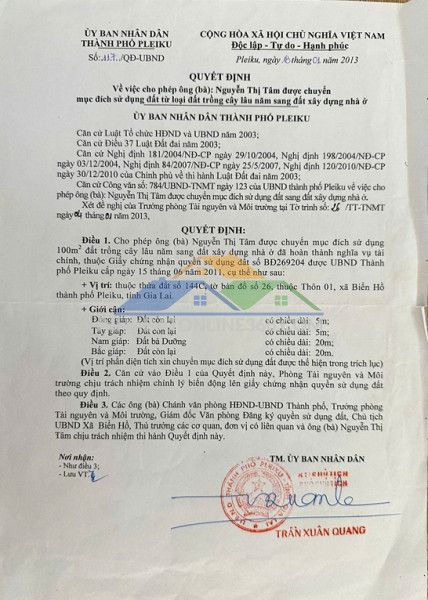 ỦY BAN NHÂN DÂN
THÀNH PHỐ PLEIKU
CỘNG HÒA XÃ HỘI CHỦ NGHĨA VIỆT NAM
Độc lập - Tự do - Hạnh phúc
Số: /QĐ-UBND
Pleiku, ngày tháng 01 năm 2013
QUYẾT ĐỊNH
Về việc cho phép ông (bà): Nguyễn Thị Tâm được chuyển
mục đích sử dụng đất từ loại đất trồng cây lâu năm sang đất xây dựng nhà ở
ỦY BAN NHÂN DÂN THÀNH PHỐ PLEIKU
Căn cứ Luật Tổ chức HĐND và UBND năm 2003;
Căn cứ Điều 37 Luật Đất đai năm 2003;
Căn cứ Nghị định 181/2004/NĐ-CP ngày 29/10/2004, Nghị định 198/2004/NĐ-CP
ngày 03/12/2004, Nghị định 84/2007/NĐ-CP ngày 25/5/2007, Nghị định 120/2010/NĐ-CP
ngày 30/12/2010 của Chính phủ về thi hành Luật Đất đai năm 2003;
Căn cứ Công văn số: 784/UBND-TNMT ngày 123 của UBND thành phố Pleiku về việc cho
phép ông(bà): Nguyễn Thị Tâm được chuyển mục đích sử dụng đất sang đất xây dựng nhà ở.
Xét đề nghị của Trưởng phòng Tài nguyên và Môi trường tại Tờ trình số: /TT-TNMT
ngày tháng năm 2013,
QUYẾT ĐỊNH:
Điều 1. Cho phép ông (bà) Nguyễn Thị Tâm được chuyển mục đích sử dụng
100m² đất trồng cây lâu năm sang đất xây dựng nhà ở đã hoàn thành nghĩa vụ tài
chính, thuộc Giấy chứng nhận quyền sử dụng đất số BĐ269204 được UBND Thành
phố Pleiku cấp ngày 15 tháng 06 năm 2011, cụ thể như sau:
+ Vị trí: thuộc thửa đất số 144C, tờ bản đồ số 26, thuộc Thôn 01, xã Biển Hồ
thành phố Pleiku, tỉnh Gia Lai.
+ Giới cận:
Đông giáp: Đất còn lại có chiều dài: 5m;
Tây giáp: Đất còn lại có chiều dài: 5m;
Nam giáp: Đất bà Dưỡng có chiều dài: 20m;
Bắc giáp: Đất còn lại có chiều dài: 20m.
(Vị trí phần diện tích xin chuyển mục đích sử dụng đất được thể hiện trong trích lục)
Điều 2. Căn cứ vào Điều 1 của Quyết định này, Phòng Tài nguyên và Môi
trường chịu trách nhiệm chỉnh lý biến động lên giấy chứng nhận quyền sử dụng đất
theo quy định.
Điều 3. Các ông (bà) Chánh văn phòng HĐND-UBND Thành phố, Trưởng phòng
Tài nguyên và Môi trường, Giám đốc Văn phòng Đăng ký quyền sử dụng đất, Chủ tịch
UBND Xã Biển Hồ, Thủ trưởng các cơ quan, đơn vị có liên quan và ông (bà) Nguyễn Thị
Tâm chịu trách nhiệm thi hành Quyết định này.
Nơi nhận:
- Như điều 3;
- Lưu VT.
TM. ỦY BAN NHÂN DÂN
KT. CHỦ TỊCH
PHÓ CHỦ TỊCH
TRẦN XUÂN QUANG